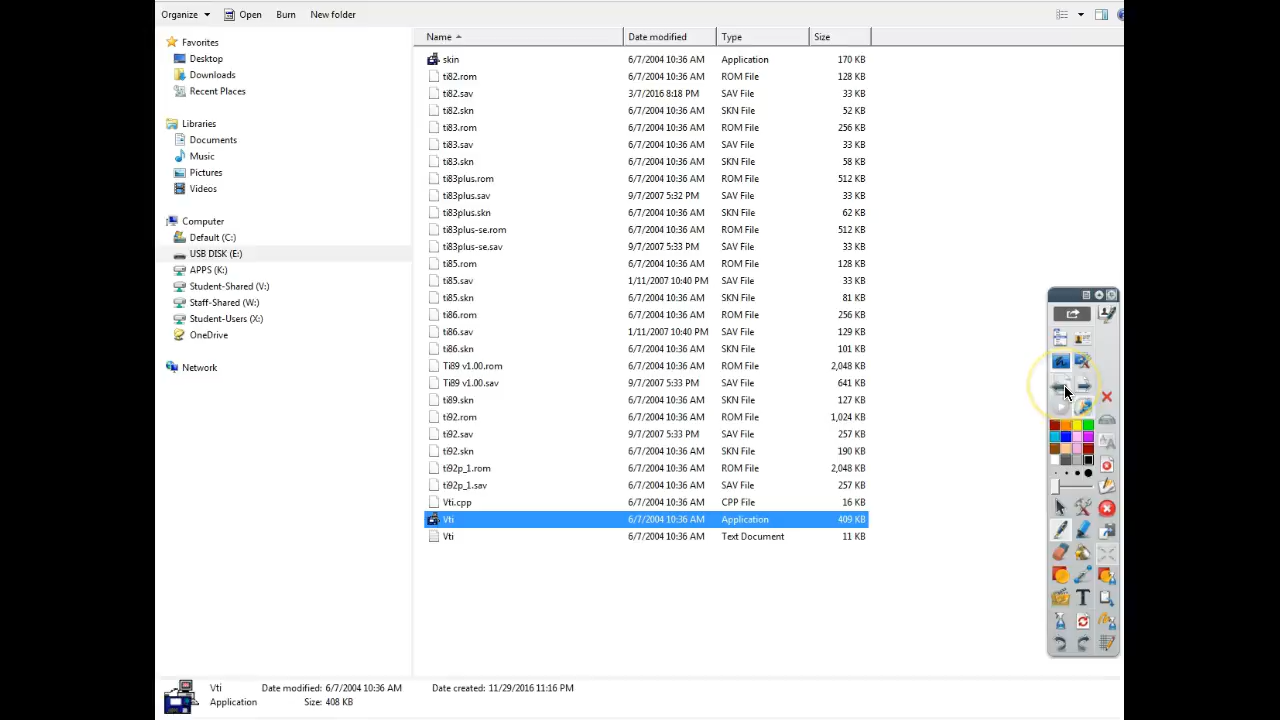 Organize Open Burn New folder
Favorites
Desktop
Downloads
Recent Places
Libraries
Documents
Music
Pictures
Videos
Computer
Default (C:)
USB DISK (E:)
APPS (K:)
Student-Shared (V:)
Staff-Shared (W:)
Student-Users (X:)
OneDrive
Network
Name Date modified Type Size
skin 6/7/2004 10:36 AM Application 170 KB
ti82.rom 6/7/2004 10:36 AM ROM File 128 KB
ti82.sav 3/7/2016 8:18 PM SAV File 33 KB
ti82.skn 6/7/2004 10:36 AM SKN File 52 KB
ti83.rom 6/7/2004 10:36 AM ROM File 256 KB
ti83.sav 6/7/2004 10:36 AM SAV File 33 KB
ti83.skn 6/7/2004 10:36 AM SKN File 58 KB
ti83plus.rom 6/7/2004 10:36 AM ROM File 512 KB
ti83plus.sav 9/7/2007 5:32 PM SAV File 33 KB
ti83plus.skn 6/7/2004 10:36 AM SKN File 62 KB
ti83plus-se.rom 6/7/2004 10:36 AM ROM File 512 KB
ti83plus-se.sav 9/7/2007 5:33 PM SAV File 33 KB
ti85.rom 6/7/2004 10:36 AM ROM File 128 KB
ti85.sav 1/11/2007 10:40 PM SAV File 33 KB
ti85.skn 6/7/2004 10:36 AM SKN File 81 KB
ti86.rom 6/7/2004 10:36 AM ROM File 256 KB
ti86.sav 1/11/2007 10:40 PM SAV File 129 KB
ti86.skn 6/7/2004 10:36 AM SKN File 101 KB
Ti89 v1.00.rom 6/7/2004 10:36 AM ROM File 2,048 KB
Ti89 v1.00.sav 9/7/2007 5:33 PM SAV File 641 KB
ti89.skn 6/7/2004 10:36 AM SKN File 127 KB
ti92.rom 6/7/2004 10:36 AM ROM File 1,024 KB
ti92.sav 9/7/2007 5:33 PM SAV File 257 KB
ti92.skn 6/7/2004 10:36 AM SKN File 190 KB
ti92p_1.rom 6/7/2004 10:36 AM ROM File 2,048 KB
ti92p_1.sav 6/7/2004 10:36 AM SAV File 257 KB
Vti.cpp 6/7/2004 10:36 AM CPP File 16 KB
Vti 6/7/2004 10:36 AM Application 409 KB
Vti 6/7/2004 10:36 AM Text Document 11 KB
Vti Date modified: 6/7/2004 10:36 AM Date created: 11/29/2016 11:16 PM
Application Size: 408 KB